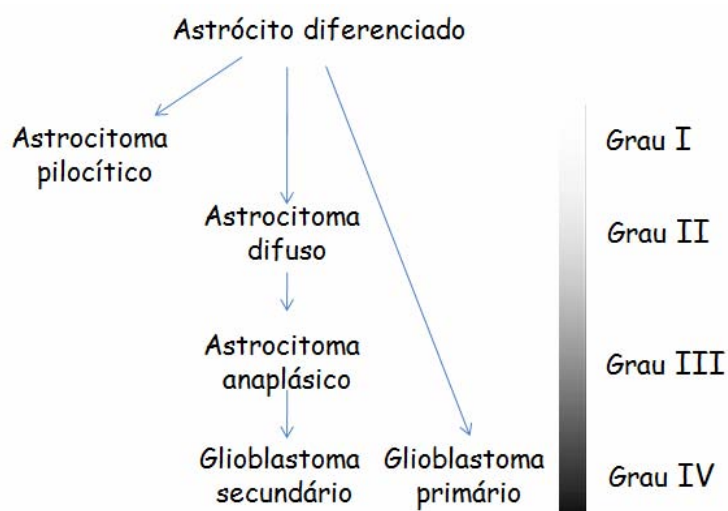 Astrócito diferenciado
Astrocitoma
pilocítico
Grau I
Astrocitoma
difuso
Grau II
Astrocitoma
anaplásico
Grau III
Glioblastoma
secundário
Glioblastoma
primário
Grau IV